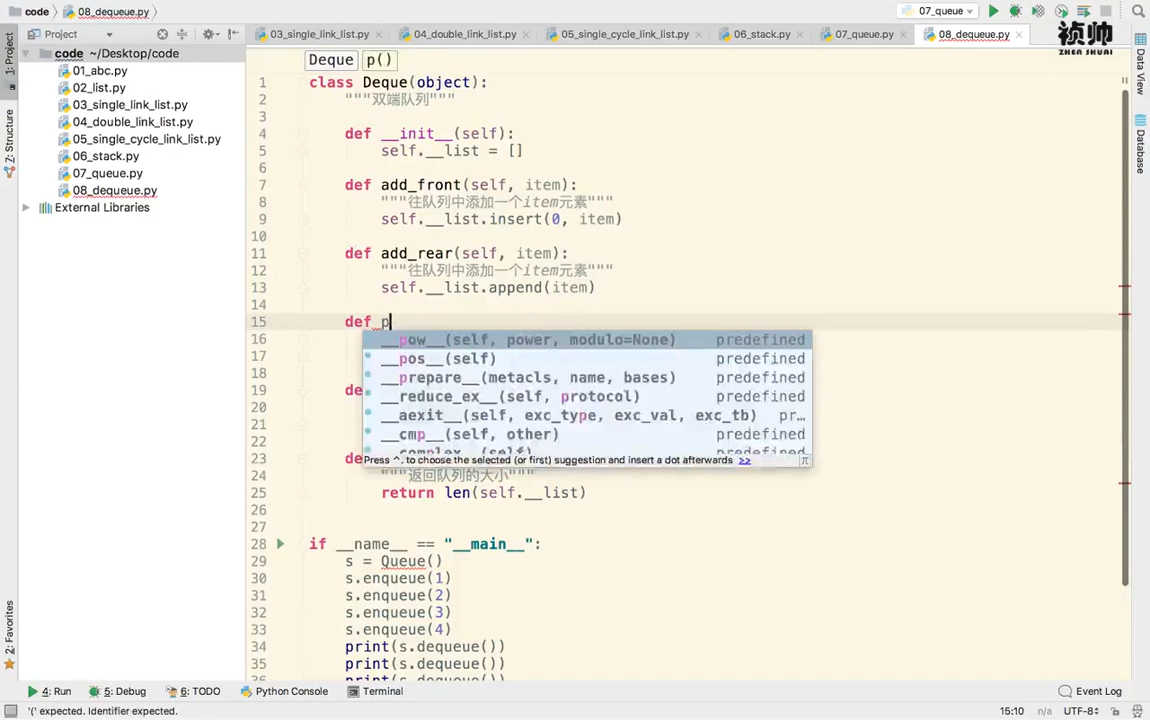 code
08_dequeue.py
07_queue
祯帅
ZHEN SHUAI
Project
03_single_link_list.py
04_double_link_list.py
05_single_cycle_link_list.py
06_stack.py
07_queue.py
08_dequeue.py
1: Project
Z: Structure
2: Favorites
Data View
Database
code ~/Desktop/code
01_abc.py
02_list.py
03_single_link_list.py
04_double_link_list.py
05_single_cycle_link_list.py
06_stack.py
07_queue.py
08_dequeue.py
External Libraries
Deque p()
1 class Deque(object):
2 """双端队列"""
3
4 def __init__(self):
5 self.__list = []
6
7 def add_front(self, item):
8 """往队列中添加一个item元素"""
9 self.__list.insert(0, item)
10
11 def add_rear(self, item):
12 """往队列中添加一个item元素"""
13 self.__list.append(item)
14
15 def p
16 __pow__(self, power, modulo=None) predefined
17 __pos__(self) predefined
18 __prepare__(metacls, name, bases) predefined
19 de __reduce_ex__(self, protocol) predefined
20 __aexit__(self, exc_type, exc_val, exc_tb) pr…
21
22 __cmp__(self, other) predefined
23 de
Press ^. to choose the selected (or first) suggestion and insert a dot afterwards >>
24 """返回队列的大小"""
25 return len(self.__list)
26
27
28 if __name__ == "__main__":
29 s = Queue()
30 s.enqueue(1)
31 s.enqueue(2)
32 s.enqueue(3)
33 s.enqueue(4)
34 print(s.dequeue())
35 print(s.dequeue())
36 print(s.dequeue())
4: Run
5: Debug
6: TODO
Python Console
Terminal
Event Log
'(' expected. Identifier expected.
15:10 n/a UTF-8